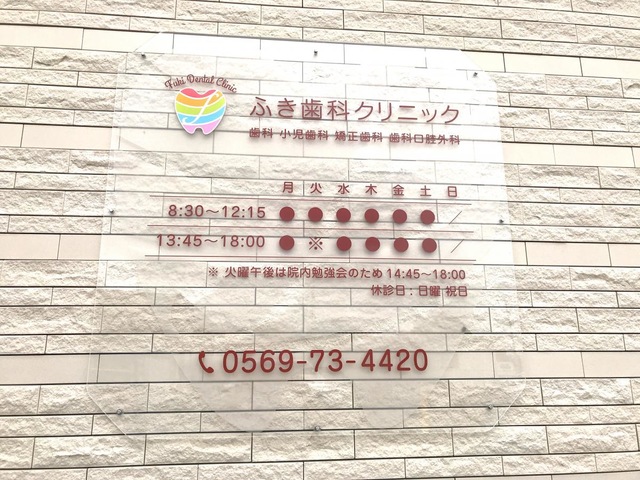 Fuki Dental Clinic
ふき歯科クリニック
歯科 小児歯科 矯正歯科 歯科口腔外科
月 火 水 木 金 土 日
8:30〜12:15 ● ● ● ● ● ● ／
13:45〜18:00 ● ※ ● ● ● ● ／
※ 火曜午後は院内勉強会のため 14:45〜18:00
休診日 : 日曜 祝日
0569-73-4420